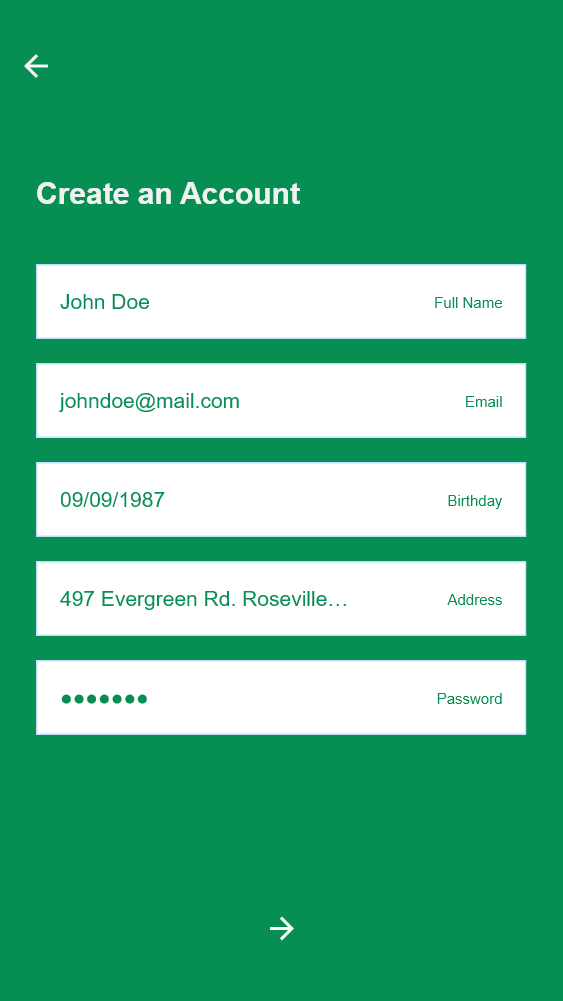 Create an Account
John Doe Full Name
johndoe@mail.com Email
09/09/1987 Birthday
497 Evergreen Rd. Roseville… Address
●●●●●●● Password